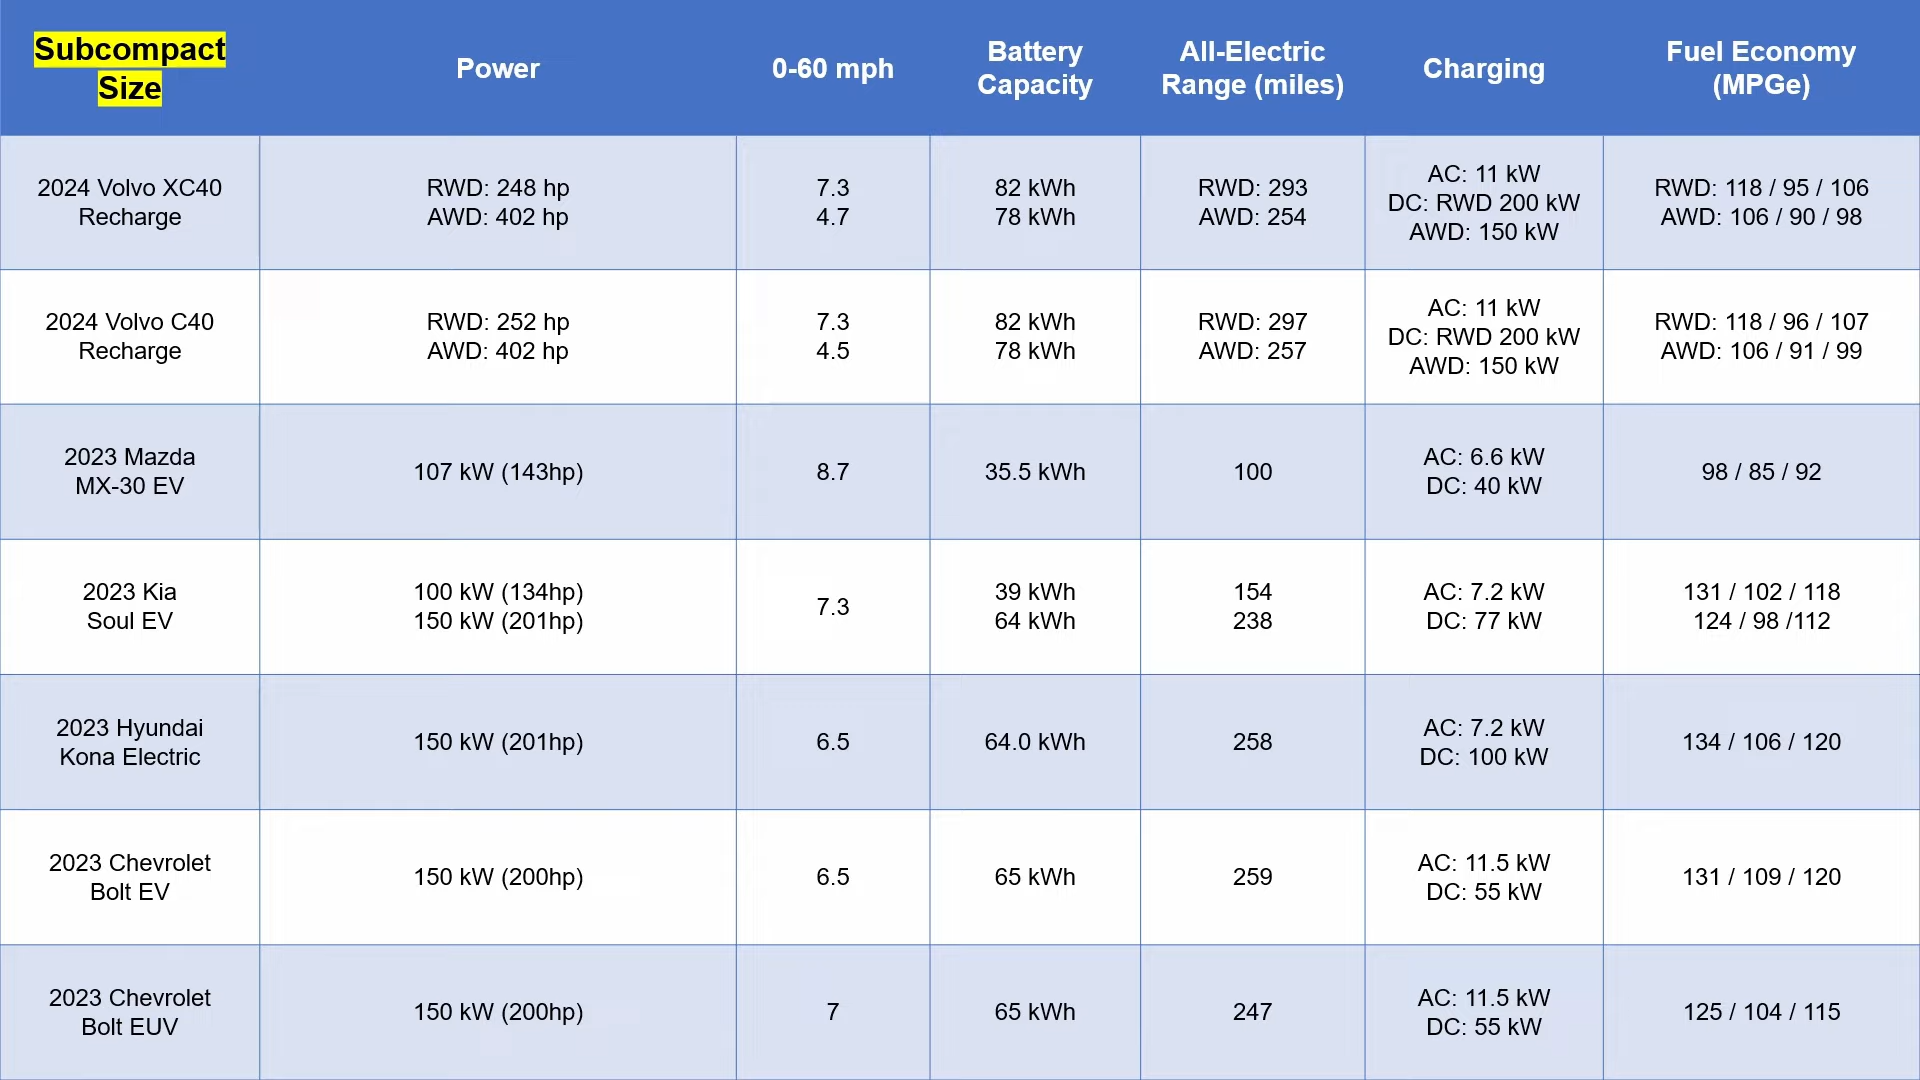 Subcompact
Size
Power
0-60 mph
Battery
Capacity
All-Electric
Range (miles)
Charging
Fuel Economy
(MPGe)
2024 Volvo XC40
Recharge
RWD: 248 hp
AWD: 402 hp
7.3
4.7
82 kWh
78 kWh
RWD: 293
AWD: 254
AC: 11 kW
DC: RWD 200 kW
AWD: 150 kW
RWD: 118 / 95 / 106
AWD: 106 / 90 / 98
2024 Volvo C40
Recharge
RWD: 252 hp
AWD: 402 hp
7.3
4.5
82 kWh
78 kWh
RWD: 297
AWD: 257
AC: 11 kW
DC: RWD 200 kW
AWD: 150 kW
RWD: 118 / 96 / 107
AWD: 106 / 91 / 99
2023 Mazda
MX-30 EV
107 kW (143hp)
8.7
35.5 kWh
100
AC: 6.6 kW
DC: 40 kW
98 / 85 / 92
2023 Kia
Soul EV
100 kW (134hp)
150 kW (201hp)
7.3
39 kWh
64 kWh
154
238
AC: 7.2 kW
DC: 77 kW
131 / 102 / 118
124 / 98 /112
2023 Hyundai
Kona Electric
150 kW (201hp)
6.5
64.0 kWh
258
AC: 7.2 kW
DC: 100 kW
134 / 106 / 120
2023 Chevrolet
Bolt EV
150 kW (200hp)
6.5
65 kWh
259
AC: 11.5 kW
DC: 55 kW
131 / 109 / 120
2023 Chevrolet
Bolt EUV
150 kW (200hp)
7
65 kWh
247
AC: 11.5 kW
DC: 55 kW
125 / 104 / 115